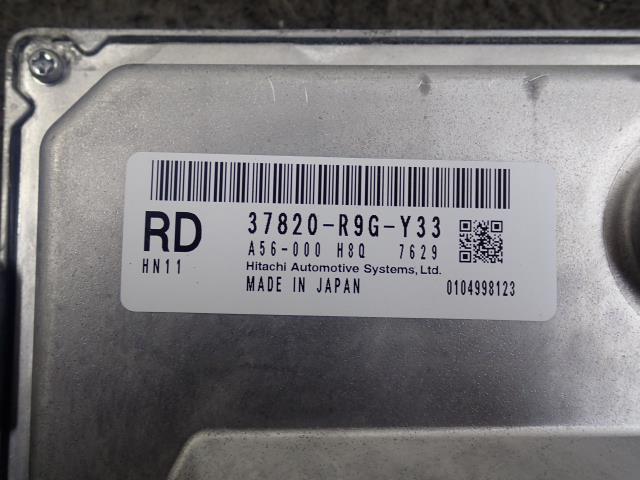 RD 37820-R9G-Y33
HN11 A56-000 H8Q 7629
Hitachi Automotive Systems, Ltd.
MADE IN JAPAN 0104998123